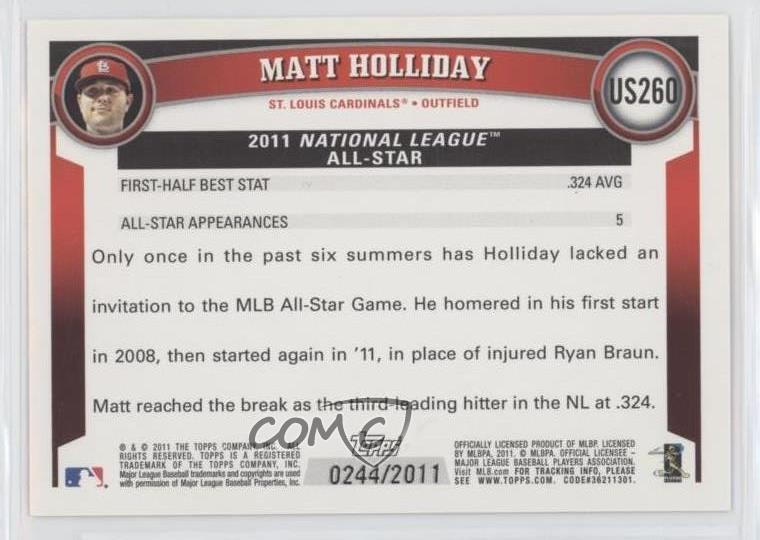 MATT HOLLIDAY
US260
ST. LOUIS CARDINALS® • OUTFIELD
2011 NATIONAL LEAGUE™
ALL-STAR
FIRST-HALF BEST STAT .324 AVG
ALL-STAR APPEARANCES 5
Only once in the past six summers has Holliday lacked an
invitation to the MLB All-Star Game. He homered in his first start
in 2008, then started again in '11, in place of injured Ryan Braun.
Matt reached the break as the third-leading hitter in the NL at .324.
COMC
® & © 2011 THE TOPPS COMPANY, INC. ALL
RIGHTS RESERVED. TOPPS IS A REGISTERED
TRADEMARK OF THE TOPPS COMPANY, INC.
Major League Baseball trademarks and copyrights are used
with permission of Major League Baseball Properties, Inc.
Topps
0244/2011
OFFICIALLY LICENSED PRODUCT OF MLBP. LICENSED
BY MLBPA, 2011. © MLBPA. OFFICIAL LICENSEE –
MAJOR LEAGUE BASEBALL PLAYERS ASSOCIATION.
Visit MLB.com FOR TRACKING INFO, PLEASE
SEE WWW.TOPPS.COM. CODE#36211301.